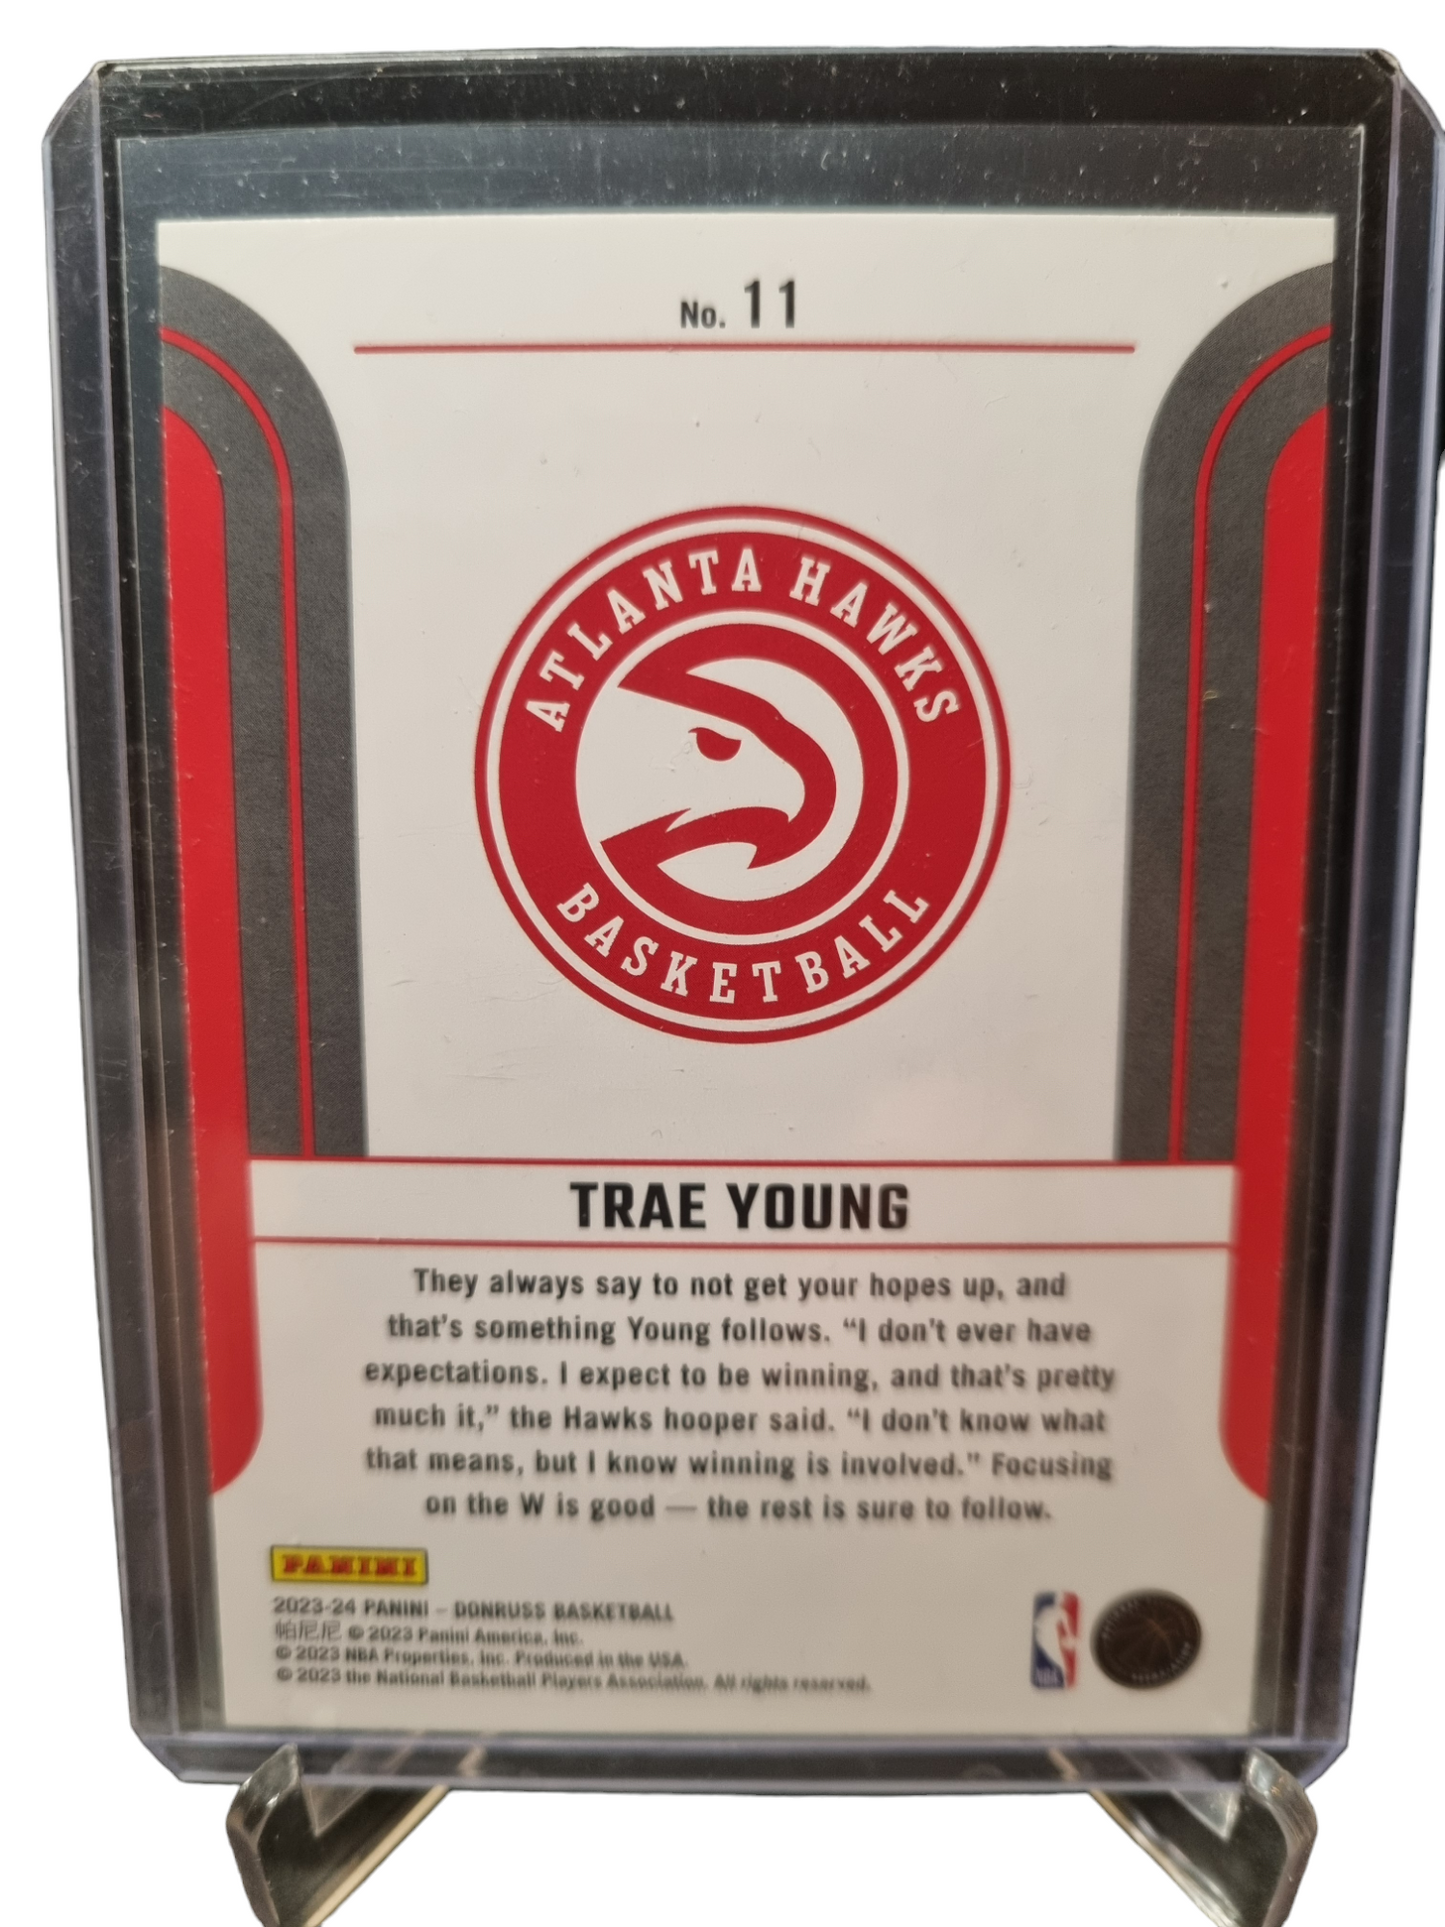 No. 11
ATLANTA HAWKS
BASKETBALL
TRAE YOUNG
They always say to not get your hopes up, and
that's something Young follows. “I don't ever have
expectations. I expect to be winning, and that's pretty
much it,” the Hawks hooper said. “I don't know what
that means, but I know winning is involved.” Focusing
on the W is good — the rest is sure to follow.
PANINI
2023-24 PANINI – DONRUSS BASKETBALL
帕尼尼 © 2023 Panini America, Inc.
© 2023 NBA Properties, Inc. Produced in the USA.
© 2023 the National Basketball Players Association. All rights reserved.
NBA